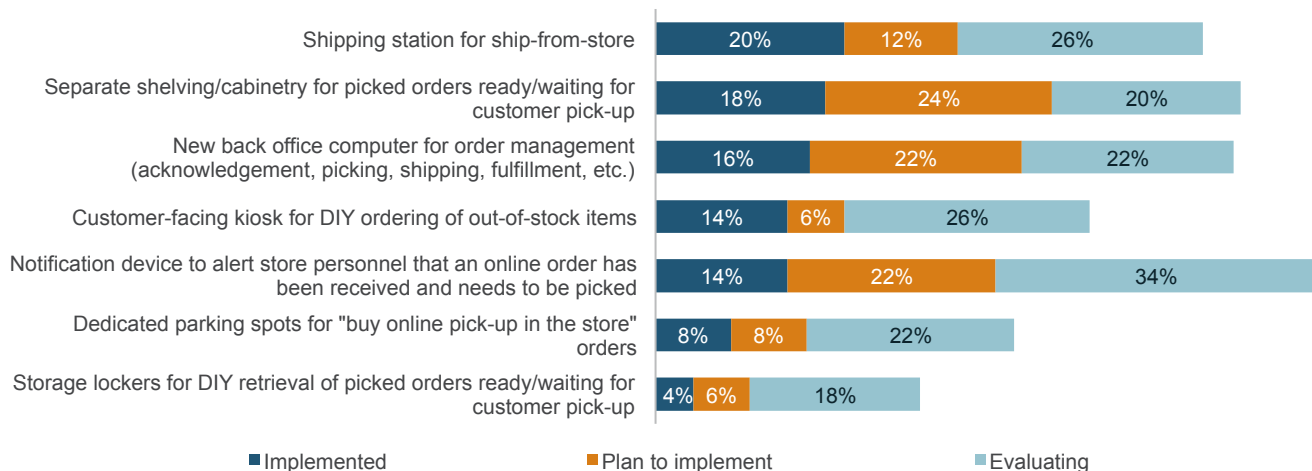 Shipping station for ship-from-store
20% 12% 26%
Separate shelving/cabinetry for picked orders ready/waiting for
customer pick-up
18% 24% 20%
New back office computer for order management
(acknowledgement, picking, shipping, fulfillment, etc.)
16% 22% 22%
Customer-facing kiosk for DIY ordering of out-of-stock items
14% 6% 26%
Notification device to alert store personnel that an online order has
been received and needs to be picked
14% 22% 34%
Dedicated parking spots for "buy online pick-up in the store"
orders
8% 8% 22%
Storage lockers for DIY retrieval of picked orders ready/waiting for
customer pick-up
4% 6% 18%
Implemented Plan to implement Evaluating